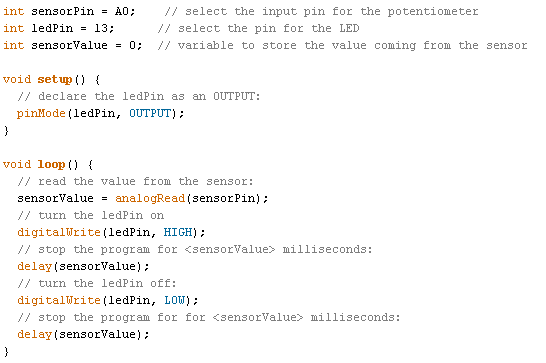 int sensorPin = A0;    // select the input pin for the potentiometer
int ledPin = 13;      // select the pin for the LED
int sensorValue = 0;  // variable to store the value coming from the sensor

void setup() {
  // declare the ledPin as an OUTPUT:
  pinMode(ledPin, OUTPUT);
}

void loop() {
  // read the value from the sensor:
  sensorValue = analogRead(sensorPin);
  // turn the ledPin on
  digitalWrite(ledPin, HIGH);
  // stop the program for <sensorValue> milliseconds:
  delay(sensorValue);
  // turn the ledPin off:
  digitalWrite(ledPin, LOW);
  // stop the program for for <sensorValue> milliseconds:
  delay(sensorValue);
}